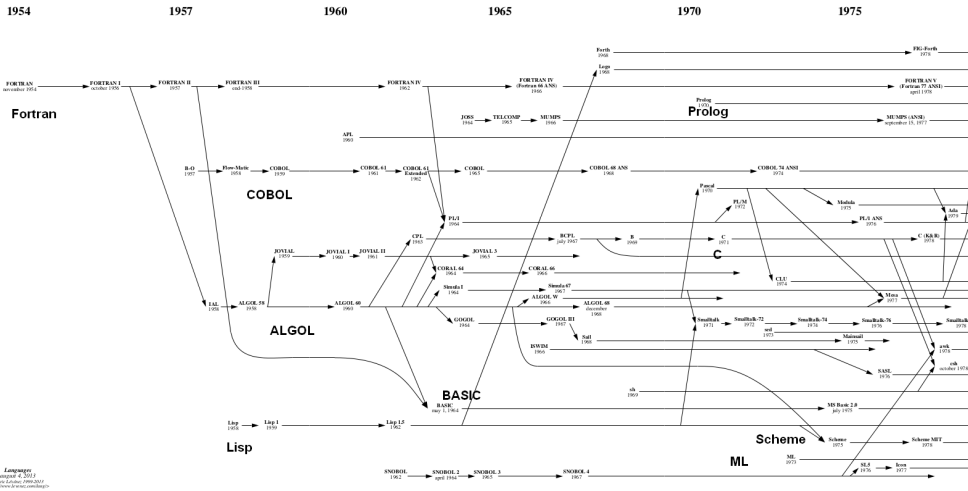 1954 1957 1960 1965 1970 1975
Forth
1968
FIG-Forth
1978
Logo
1968
FORTRAN
november 1954
FORTRAN I
october 1956
FORTRAN II
1957
FORTRAN III
end-1958
FORTRAN IV
1962
FORTRAN IV
(Fortran 66 ANS)
1966
FORTRAN V
(Fortran 77 ANSI)
april 1978
Fortran
Prolog
1970
Prolog
JOSS
1964
TELCOMP
1965
MUMPS
1966
MUMPS (ANSI)
september 15, 1977
APL
1960
B-O
1957
Flow-Matic
1958
COBOL
1959
COBOL 61
1961
COBOL 61
Extended
1962
COBOL
1965
COBOL 68 ANS
1968
COBOL 74 ANSI
1974
COBOL
Pascal
1970
PL/M
1972
Modula
1975
Ada
1979
PL/I
1964
PL/I ANS
1976
CPL
1963
BCPL
july 1967
B
1969
C
1971
C (K&R)
1978
C
JOVIAL
1959
JOVIAL I
1960
JOVIAL II
1961
JOVIAL 3
1963
CORAL 64
1964
CORAL 66
1966
CLU
1974
Simula I
1964
Simula 67
1967
Mesa
1977
ALGOL W
1966
IAL
1958
ALGOL 58
1958
ALGOL 60
1960
ALGOL 68
december
1968
ALGOL
GOGOL
1964
GOGOL III
1967
Smalltalk
1971
Smalltalk-72
1972
Smalltalk-74
1974
Smalltalk-76
1976
Smalltalk
1978
sed
1973
Sail
1968
Mainsail
1975
ISWIM
1966
awk
1978
csh
october 1978
SASL
1976
sh
1969
BASIC
BASIC
may 1, 1964
MS Basic 2.0
july 1975
Lisp
1958
Lisp 1
1959
Lisp 1.5
1962
Lisp
Scheme
Scheme
1975
Scheme MIT
1978
ML
1973
ML
SNOBOL
1962
SNOBOL 2
april 1964
SNOBOL 3
1965
SNOBOL 4
1967
SL5
1976
Icon
1977
Languages
august 4, 2013